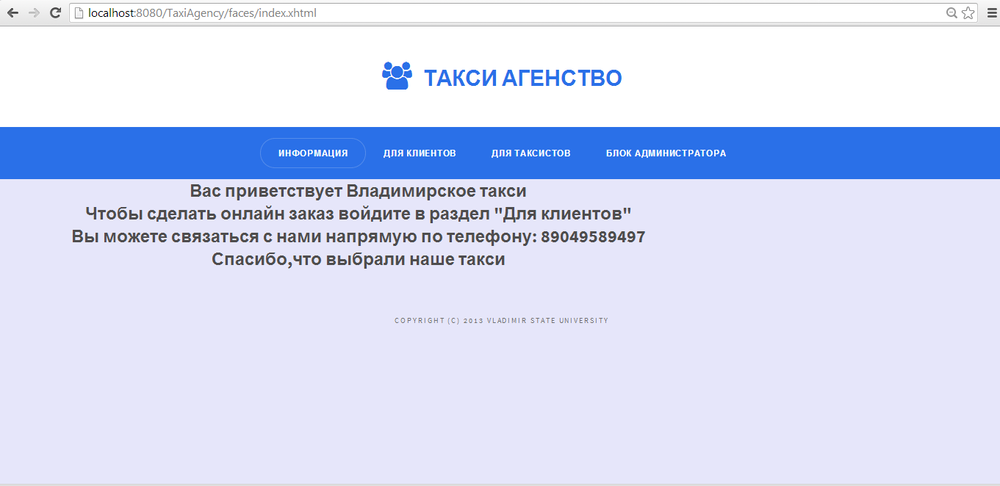 localhost:8080/TaxiAgency/faces/index.xhtml
ТАКСИ АГЕНСТВО
ИНФОРМАЦИЯ ДЛЯ КЛИЕНТОВ ДЛЯ ТАКСИСТОВ БЛОК АДМИНИСТРАТОРА
Вас приветствует Владимирское такси
Чтобы сделать онлайн заказ войдите в раздел "Для клиентов"
Вы можете связаться с нами напрямую по телефону: 89049589497
Спасибо,что выбрали наше такси
COPYRIGHT (C) 2013 VLADIMIR STATE UNIVERSITY